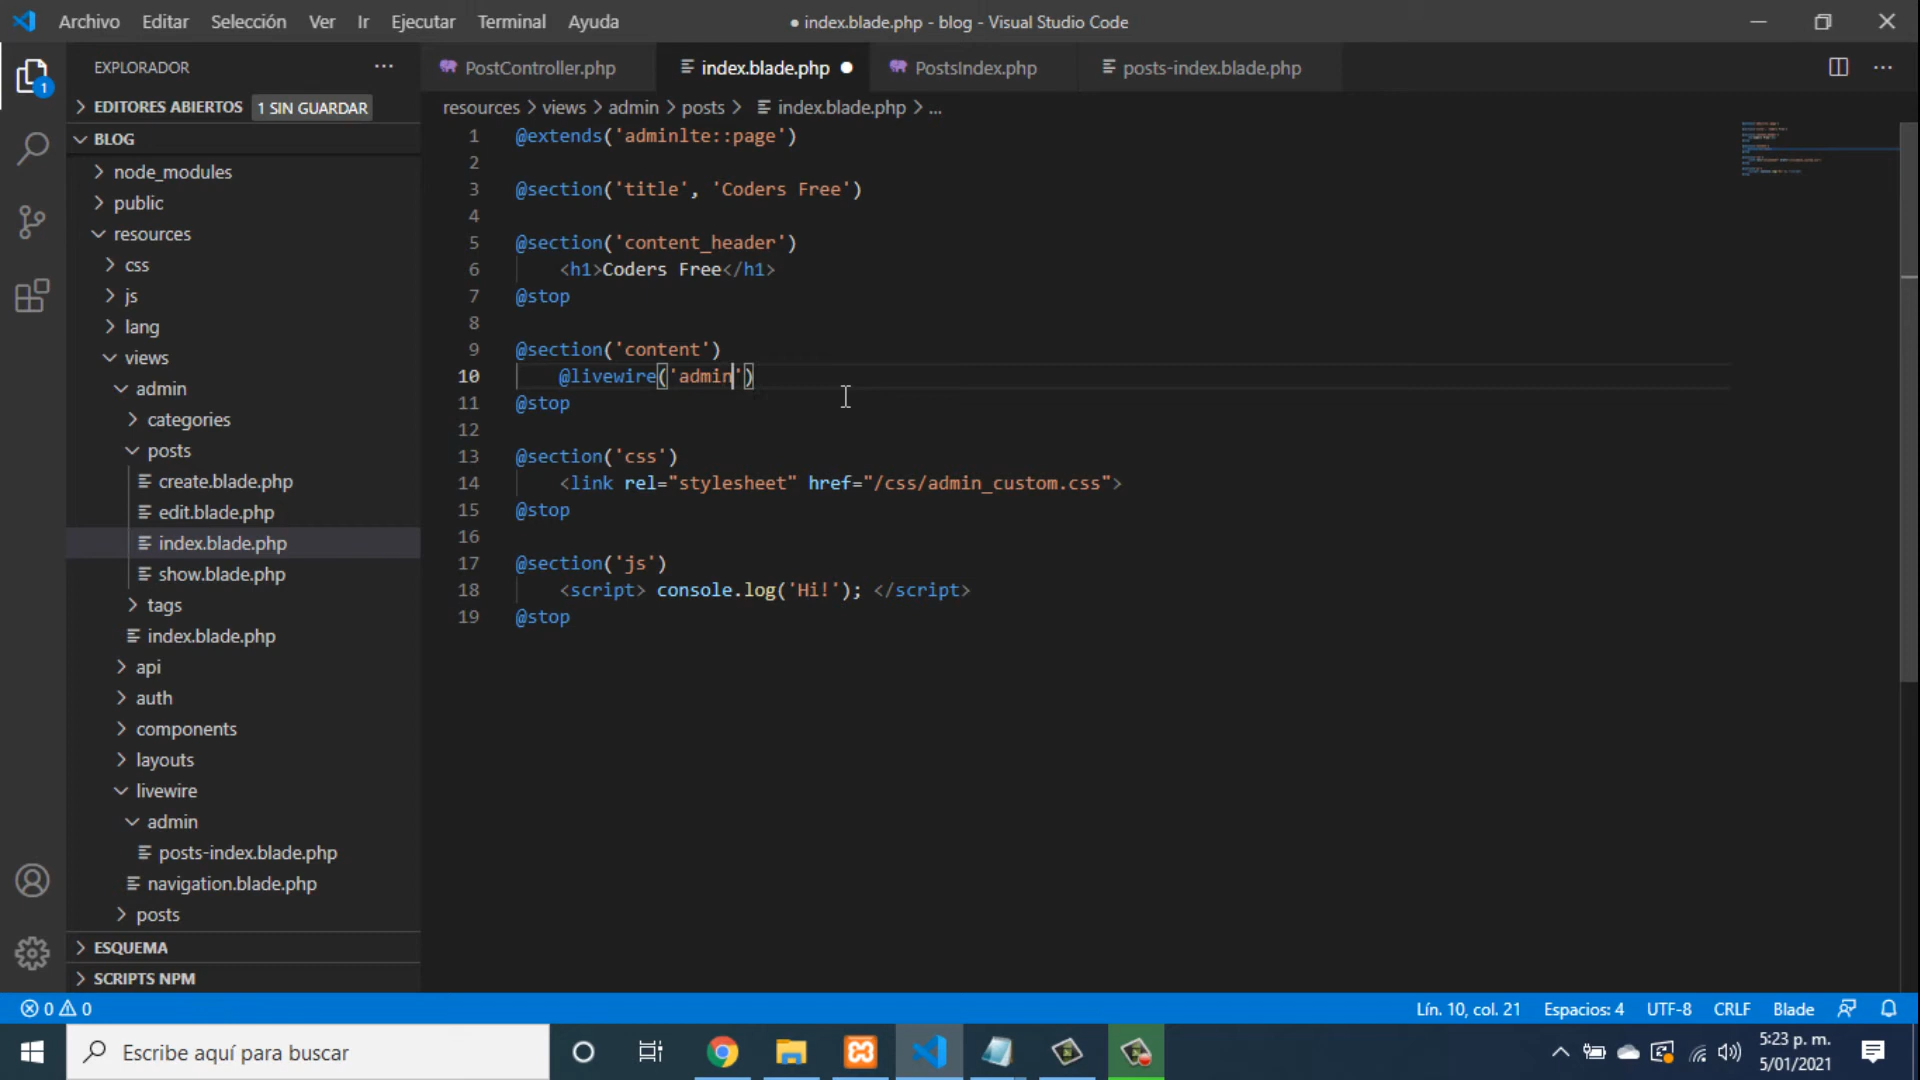 Archivo Editar Selección Ver Ir Ejecutar Terminal Ayuda ● index.blade.php - blog - Visual Studio Code
EXPLORADOR ···
PostController.php index.blade.php PostsIndex.php posts-index.blade.php
EDITORES ABIERTOS 1 SIN GUARDAR
resources > views > admin > posts > index.blade.php > ...
BLOG
node_modules
public
resources
css
js
lang
views
admin
categories
posts
create.blade.php
edit.blade.php
index.blade.php
show.blade.php
tags
index.blade.php
api
auth
components
layouts
livewire
admin
posts-index.blade.php
navigation.blade.php
posts
ESQUEMA
SCRIPTS NPM
1 @extends('adminlte::page')
2
3 @section('title', 'Coders Free')
4
5 @section('content_header')
6 <h1>Coders Free</h1>
7 @stop
8
9 @section('content')
10 @livewire('admin')
11 @stop
12
13 @section('css')
14 <link rel="stylesheet" href="/css/admin_custom.css">
15 @stop
16
17 @section('js')
18 <script> console.log('Hi!'); </script>
19 @stop
1
0 0 Lín. 10, col. 21 Espacios: 4 UTF-8 CRLF Blade
Escribe aquí para buscar
5:23 p. m.
5/01/2021